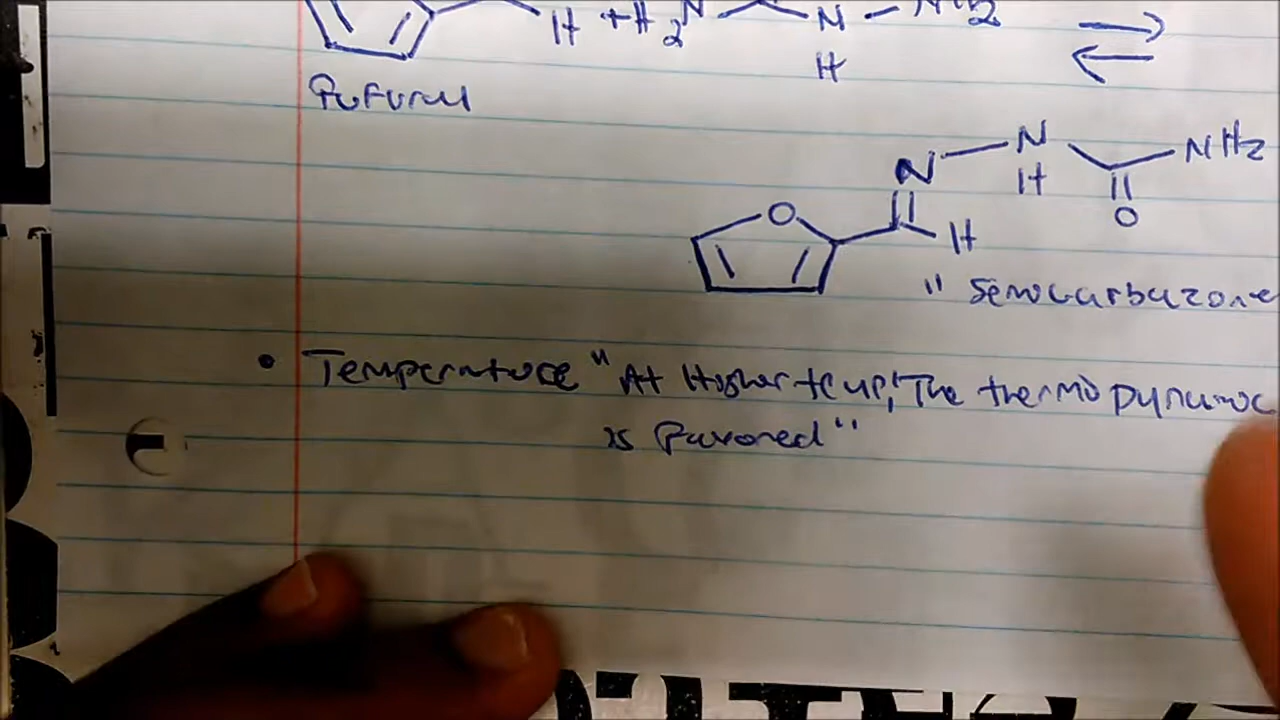 H + H2N N - NH2
H
Furfural
N N NH2
H
O O
H
" Semicarbazone
• Temperature "At Higher temp, The thermodynamic
is favored"